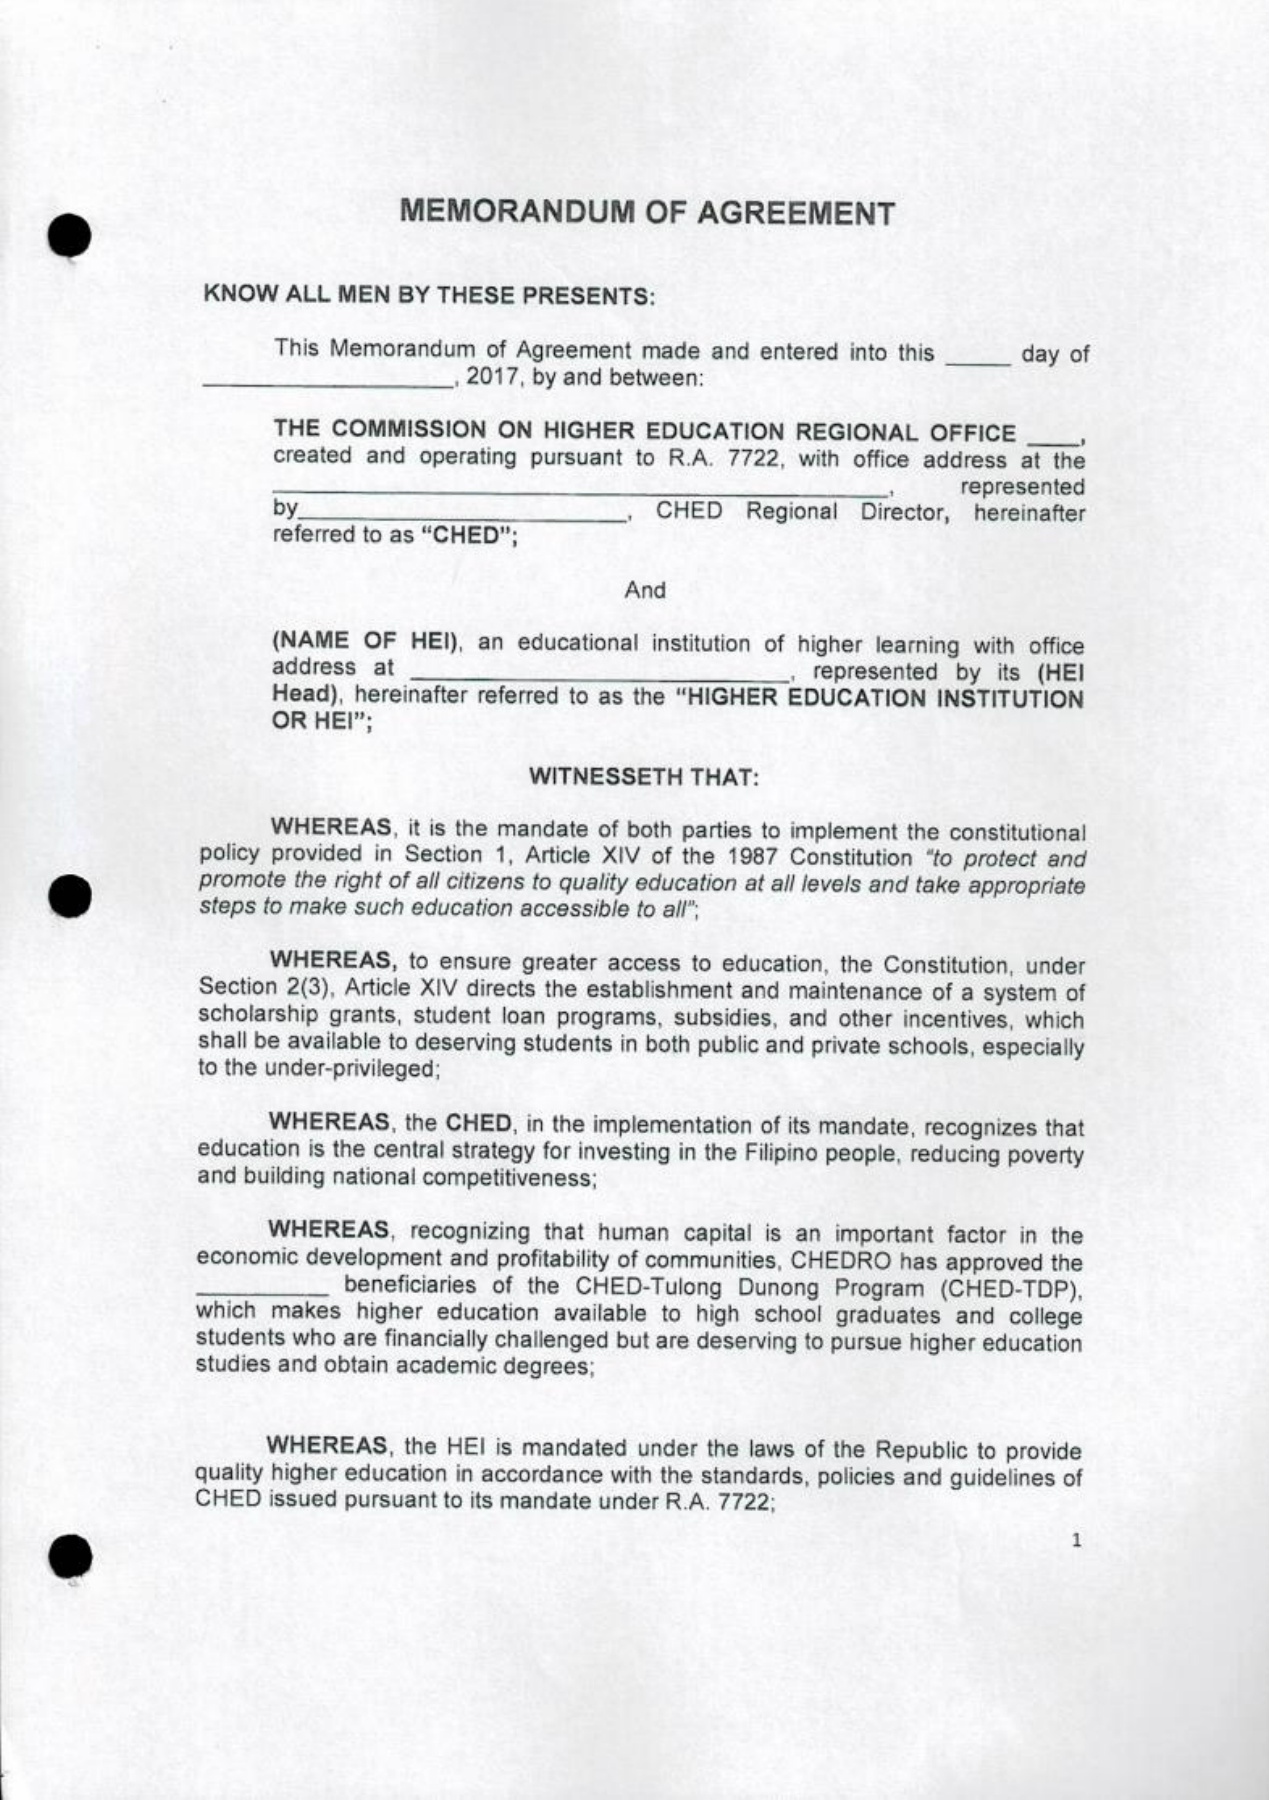 MEMORANDUM OF AGREEMENT
KNOW ALL MEN BY THESE PRESENTS:
This Memorandum of Agreement made and entered into this _____ day of
____________________, 2017, by and between:
THE COMMISSION ON HIGHER EDUCATION REGIONAL OFFICE ____,
created and operating pursuant to R.A. 7722, with office address at the
__________________________________________________, represented
by__________________________, CHED Regional Director, hereinafter
referred to as “CHED”;
And
(NAME OF HEI), an educational institution of higher learning with office
address at ______________________________, represented by its (HEI
Head), hereinafter referred to as the “HIGHER EDUCATION INSTITUTION
OR HEI”;
WITNESSETH THAT:
WHEREAS, it is the mandate of both parties to implement the constitutional
policy provided in Section 1, Article XIV of the 1987 Constitution “to protect and
promote the right of all citizens to quality education at all levels and take appropriate
steps to make such education accessible to all”;
WHEREAS, to ensure greater access to education, the Constitution, under
Section 2(3), Article XIV directs the establishment and maintenance of a system of
scholarship grants, student loan programs, subsidies, and other incentives, which
shall be available to deserving students in both public and private schools, especially
to the under-privileged;
WHEREAS, the CHED, in the implementation of its mandate, recognizes that
education is the central strategy for investing in the Filipino people, reducing poverty
and building national competitiveness;
WHEREAS, recognizing that human capital is an important factor in the
economic development and profitability of communities, CHEDRO has approved the
__________ beneficiaries of the CHED-Tulong Dunong Program (CHED-TDP),
which makes higher education available to high school graduates and college
students who are financially challenged but are deserving to pursue higher education
studies and obtain academic degrees;
WHEREAS, the HEI is mandated under the laws of the Republic to provide
quality higher education in accordance with the standards, policies and guidelines of
CHED issued pursuant to its mandate under R.A. 7722;
1